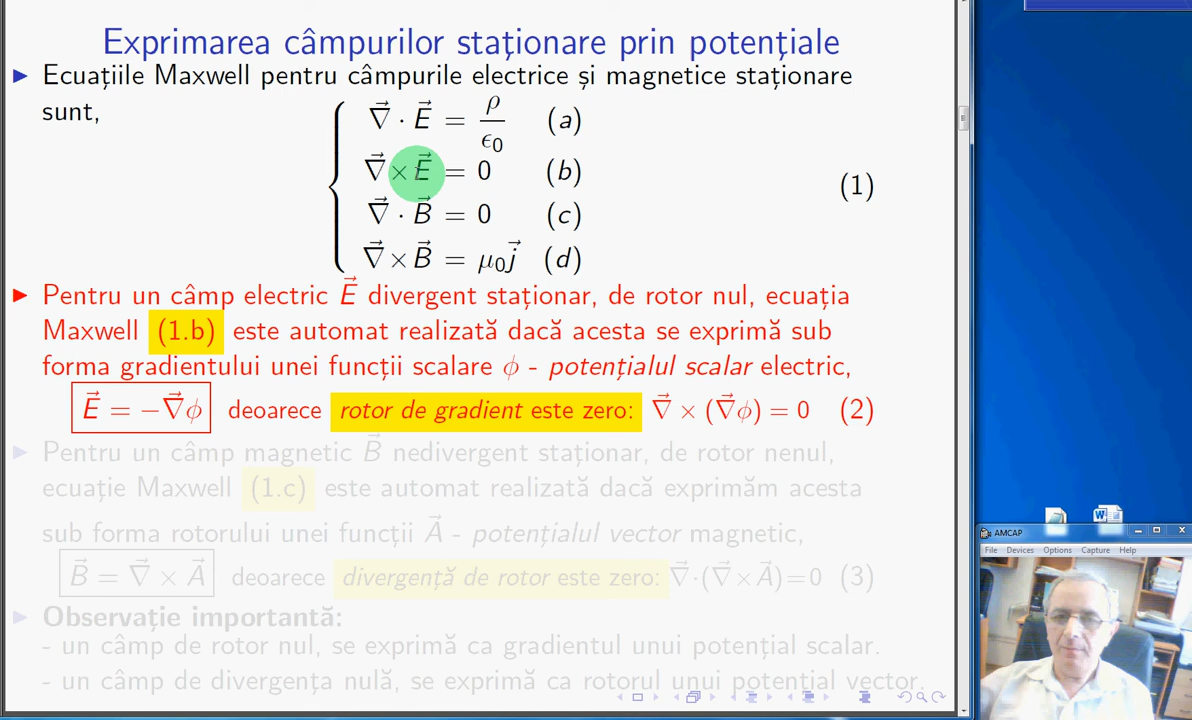 Exprimarea câmpurilor staționare prin potențiale
▶ Ecuațiile Maxwell pentru câmpurile electrice și magnetice staționare
sunt,
∇⃗ · E⃗ = ρ/ϵ₀ (a)
∇⃗ × E⃗ = 0 (b)
(1)
∇⃗ · B⃗ = 0 (c)
∇⃗ × B⃗ = μ₀j⃗ (d)
▶ Pentru un câmp electric E⃗ divergent staționar, de rotor nul, ecuația
Maxwell (1.b) este automat realizată dacă acesta se exprimă sub
forma gradientului unei funcții scalare ϕ - potențialul scalar electric,
E⃗ = −∇⃗ϕ deoarece rotor de gradient este zero: ∇⃗ × (∇⃗ϕ) = 0 (2)
▶ Pentru un câmp magnetic B⃗ nedivergent staționar, de rotor nenul,
ecuație Maxwell (1.c) este automat realizată dacă exprimăm acesta
sub forma rotorului unei funcții A⃗ - potențialul vector magnetic,
B⃗ = ∇⃗ × A⃗ deoarece divergență de rotor este zero: ∇⃗·(∇⃗×A⃗)=0 (3)
▶ Observație importantă:
- un câmp de rotor nul, se exprimă ca gradientul unui potențial scalar.
- un câmp de divergența nulă, se exprimă ca rotorul unui potențial vector.
AMCAP
File Devices Options Capture Help